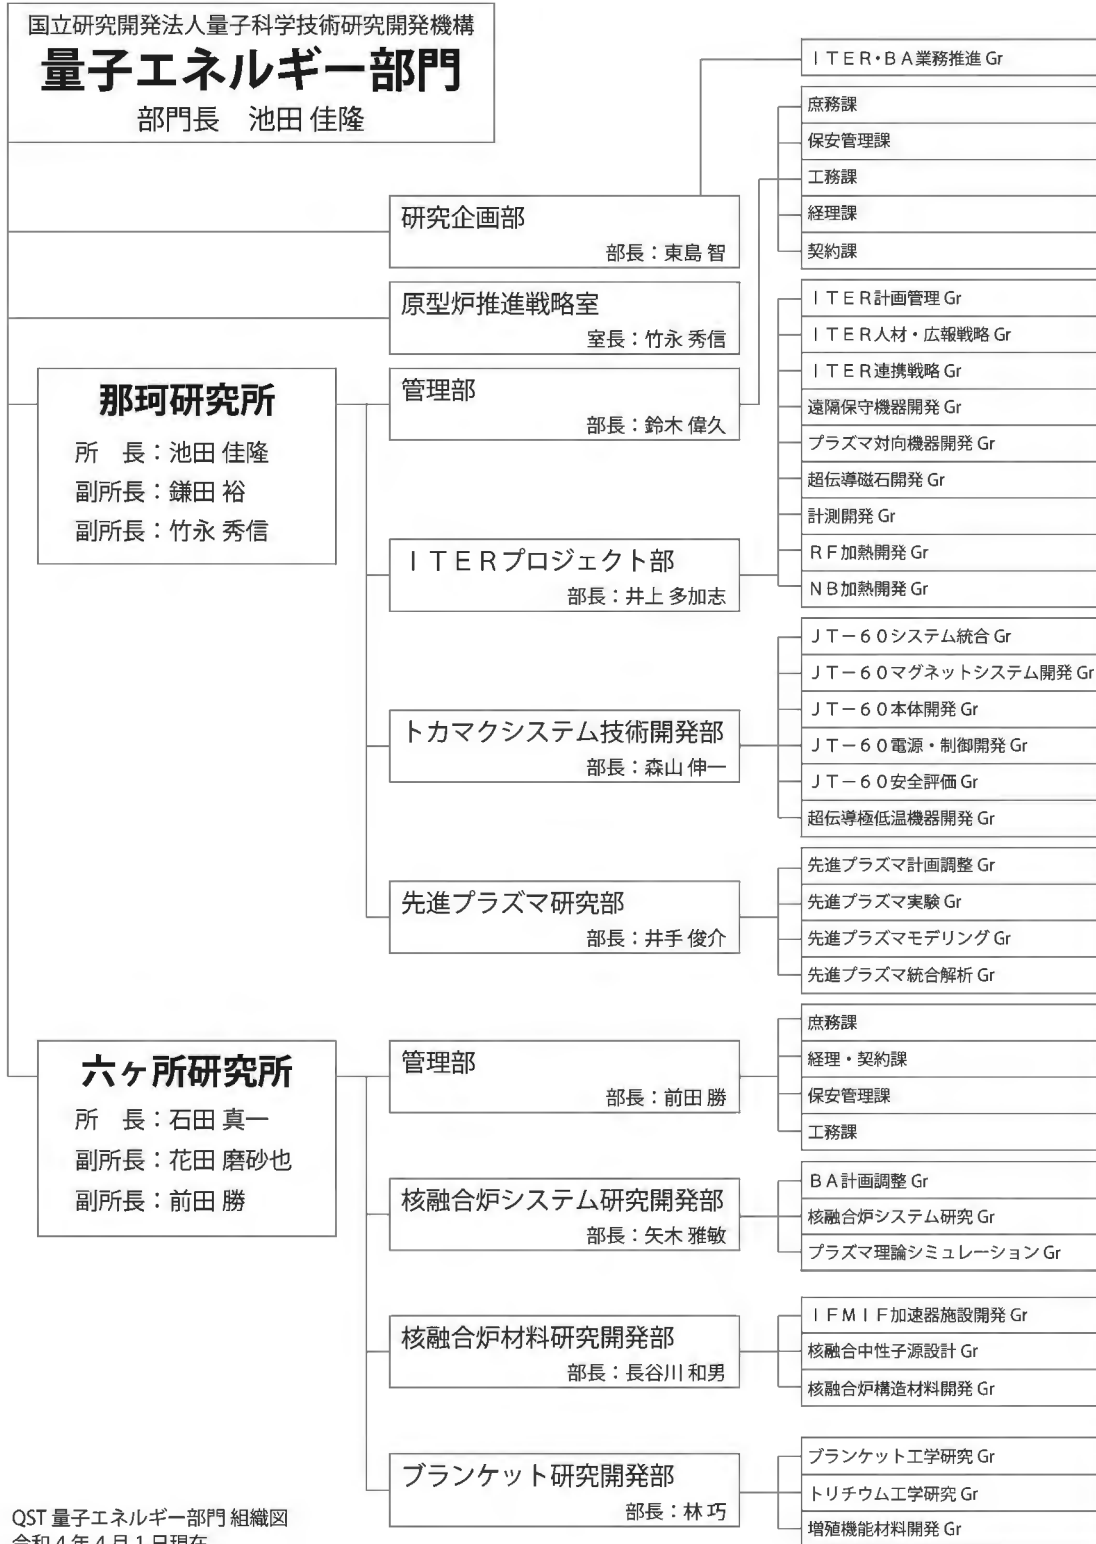 国立研究開発法人量子科学技術研究開発機構
量子エネルギー部門
部門長　池田 佳隆
研究企画部
部長：東島 智
ＩＴＥＲ・ＢＡ業務推進 Gr
原型炉推進戦略室
室長：竹永 秀信
那珂研究所
所　長：池田 佳隆
副所長：鎌田 裕
副所長：竹永 秀信
管理部
部長：鈴木 偉久
庶務課
保安管理課
工務課
経理課
契約課
ＩＴＥＲプロジェクト部
部長：井上 多加志
ＩＴＥＲ計画管理 Gr
ＩＴＥＲ人材・広報戦略 Gr
ＩＴＥＲ連携戦略 Gr
遠隔保守機器開発 Gr
プラズマ対向機器開発 Gr
超伝導磁石開発 Gr
計測開発 Gr
ＲＦ加熱開発 Gr
ＮＢ加熱開発 Gr
トカマクシステム技術開発部
部長：森山 伸一
ＪＴ－６０システム統合 Gr
ＪＴ－６０マグネットシステム開発 Gr
ＪＴ－６０本体開発 Gr
ＪＴ－６０電源・制御開発 Gr
ＪＴ－６０安全評価 Gr
超伝導極低温機器開発 Gr
先進プラズマ研究部
部長：井手 俊介
先進プラズマ計画調整 Gr
先進プラズマ実験 Gr
先進プラズマモデリング Gr
先進プラズマ統合解析 Gr
六ヶ所研究所
所　長：石田 真一
副所長：花田 磨砂也
副所長：前田 勝
管理部
部長：前田 勝
庶務課
経理・契約課
保安管理課
工務課
核融合炉システム研究開発部
部長：矢木 雅敏
ＢＡ計画調整 Gr
核融合炉システム研究 Gr
プラズマ理論シミュレーション Gr
核融合炉材料研究開発部
部長：長谷川 和男
ＩＦＭＩＦ加速器施設開発 Gr
核融合中性子源設計 Gr
核融合炉構造材料開発 Gr
ブランケット研究開発部
部長：林 巧
ブランケット工学研究 Gr
トリチウム工学研究 Gr
増殖機能材料開発 Gr
QST 量子エネルギー部門 組織図
令和 4 年 4 月 1 日現在